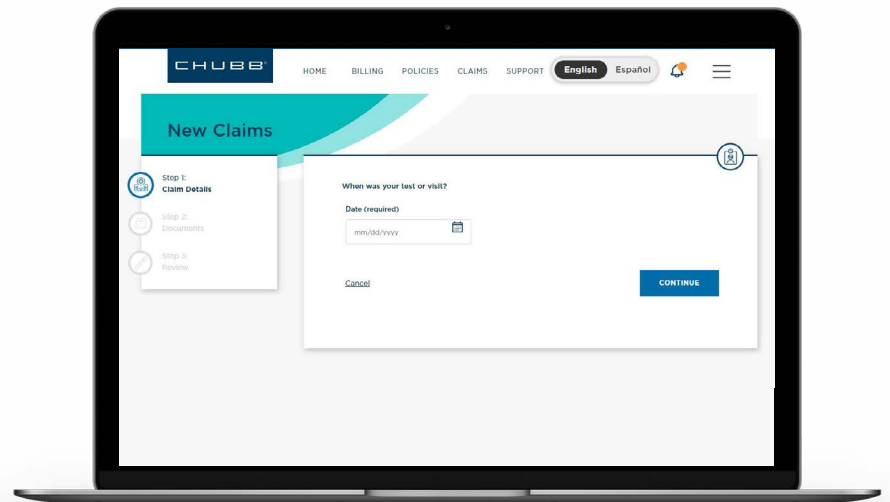 CHUBB®
HOME BILLING POLICIES CLAIMS SUPPORT English Español
New Claims
Step 1:
Claim Details
Step 2:
Documents
Step 3:
Review
When was your test or visit?
Date (required)
mm/dd/yyyy
Cancel
CONTINUE